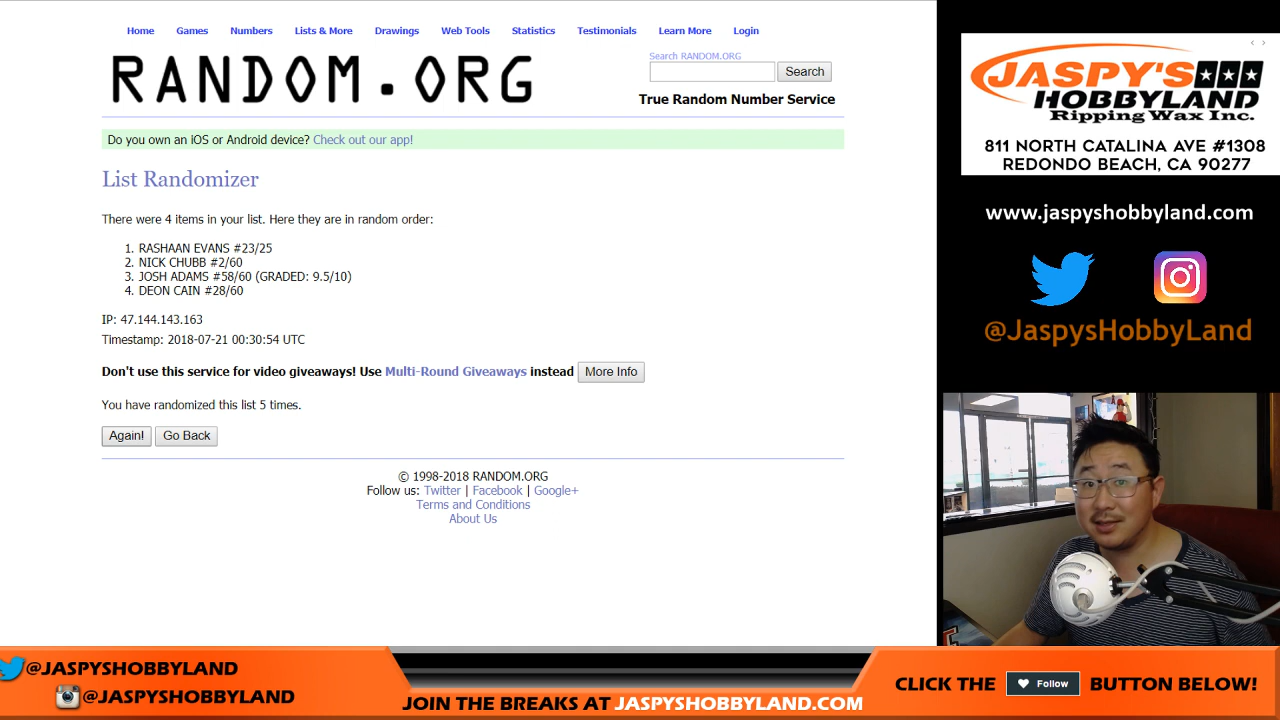 Home Games Numbers Lists & More Drawings Web Tools Statistics Testimonials Learn More Login
RANDOM.ORG
Search RANDOM.ORG
Search
True Random Number Service
Do you own an iOS or Android device? Check out our app!
List Randomizer
There were 4 items in your list. Here they are in random order:
1. RASHAAN EVANS #23/25
2. NICK CHUBB #2/60
3. JOSH ADAMS #58/60 (GRADED: 9.5/10)
4. DEON CAIN #28/60
IP: 47.144.143.163
Timestamp: 2018-07-21 00:30:54 UTC
Don't use this service for video giveaways! Use Multi-Round Giveaways instead More Info
You have randomized this list 5 times.
Again! Go Back
© 1998-2018 RANDOM.ORG
Follow us: Twitter | Facebook | Google+
Terms and Conditions
About Us
JASPY'S
HOBBYLAND
Ripping Wax Inc.
811 NORTH CATALINA AVE #1308
REDONDO BEACH, CA 90277
www.jaspyshobbyland.com
@JaspysHobbyLand
@JASPYSHOBBYLAND
@JASPYSHOBBYLAND
JOIN THE BREAKS AT JASPYSHOBBYLAND.COM
CLICK THE Follow BUTTON BELOW!